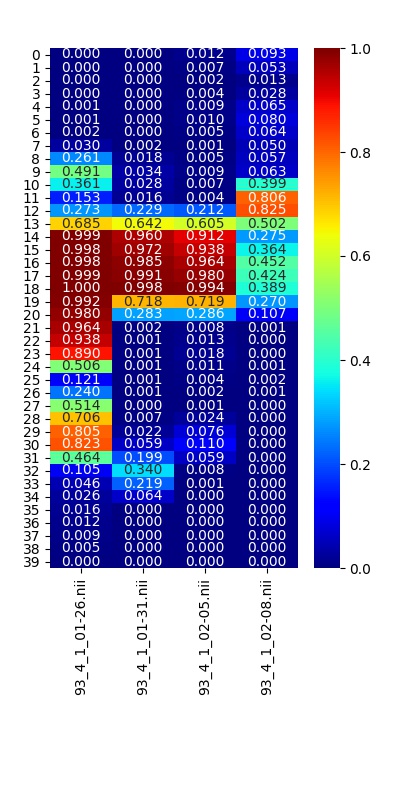 0 0.000 0.000 0.012 0.093
1 0.000 0.000 0.007 0.053
2 0.000 0.000 0.002 0.013
3 0.000 0.000 0.004 0.028
4 0.001 0.000 0.009 0.065
5 0.001 0.000 0.010 0.080
6 0.002 0.000 0.005 0.064
7 0.030 0.002 0.001 0.050
8 0.261 0.018 0.005 0.057
9 0.491 0.034 0.009 0.063
10 0.361 0.028 0.007 0.399
11 0.153 0.016 0.004 0.806
12 0.273 0.229 0.212 0.825
13 0.685 0.642 0.605 0.502
14 0.999 0.960 0.912 0.275
15 0.998 0.972 0.938 0.364
16 0.998 0.985 0.964 0.452
17 0.999 0.991 0.980 0.424
18 1.000 0.998 0.994 0.389
19 0.992 0.718 0.719 0.270
20 0.980 0.283 0.286 0.107
21 0.964 0.002 0.008 0.001
22 0.938 0.001 0.013 0.000
23 0.890 0.001 0.018 0.000
24 0.506 0.001 0.011 0.001
25 0.121 0.001 0.004 0.002
26 0.240 0.001 0.002 0.001
27 0.514 0.000 0.001 0.000
28 0.706 0.007 0.024 0.000
29 0.805 0.022 0.076 0.000
30 0.823 0.059 0.110 0.000
31 0.464 0.199 0.059 0.000
32 0.105 0.340 0.008 0.000
33 0.046 0.219 0.001 0.000
34 0.026 0.064 0.000 0.000
35 0.016 0.000 0.000 0.000
36 0.012 0.000 0.000 0.000
37 0.009 0.000 0.000 0.000
38 0.005 0.000 0.000 0.000
39 0.000 0.000 0.000 0.000
93_4_1_01-26.nii
93_4_1_01-31.nii
93_4_1_02-05.nii
93_4_1_02-08.nii
1.0
0.8
0.6
0.4
0.2
0.0